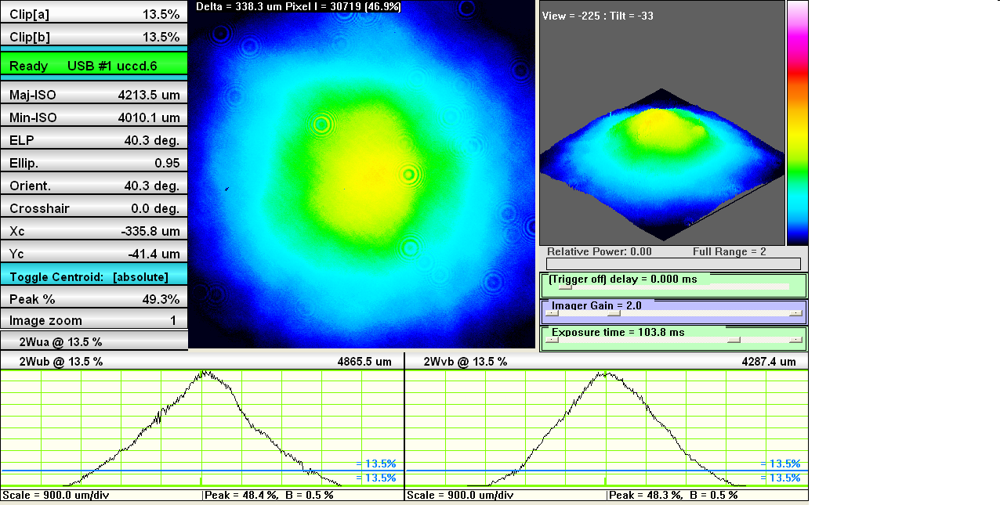 Clip[a] 13.5%
Clip[b] 13.5%
Ready USB #1 uccd.6
Maj-ISO 4213.5 um
Min-ISO 4010.1 um
ELP 40.3 deg.
Ellip. 0.95
Orient. 40.3 deg.
Crosshair 0.0 deg.
Xc -335.8 um
Yc -41.4 um
Toggle Centroid: [absolute]
Peak % 49.3%
Image zoom 1
2Wua @ 13.5 %
Delta = 338.3 um Pixel I = 30719 (46.9%)
View = -225 : Tilt = -33
Relative Power: 0.00 Full Range = 2
(Trigger off) delay = 0.000 ms
Imager Gain = 2.0
Exposure time = 103.8 ms
2Wub @ 13.5 % 4865.5 um
= 13.5%
= 13.5%
Scale = 900.0 um/div Peak = 48.4 %, B = 0.5 %
2Wvb @ 13.5 % 4287.4 um
= 13.5%
= 13.5%
Scale = 900.0 um/div Peak = 48.3 %, B = 0.5 %